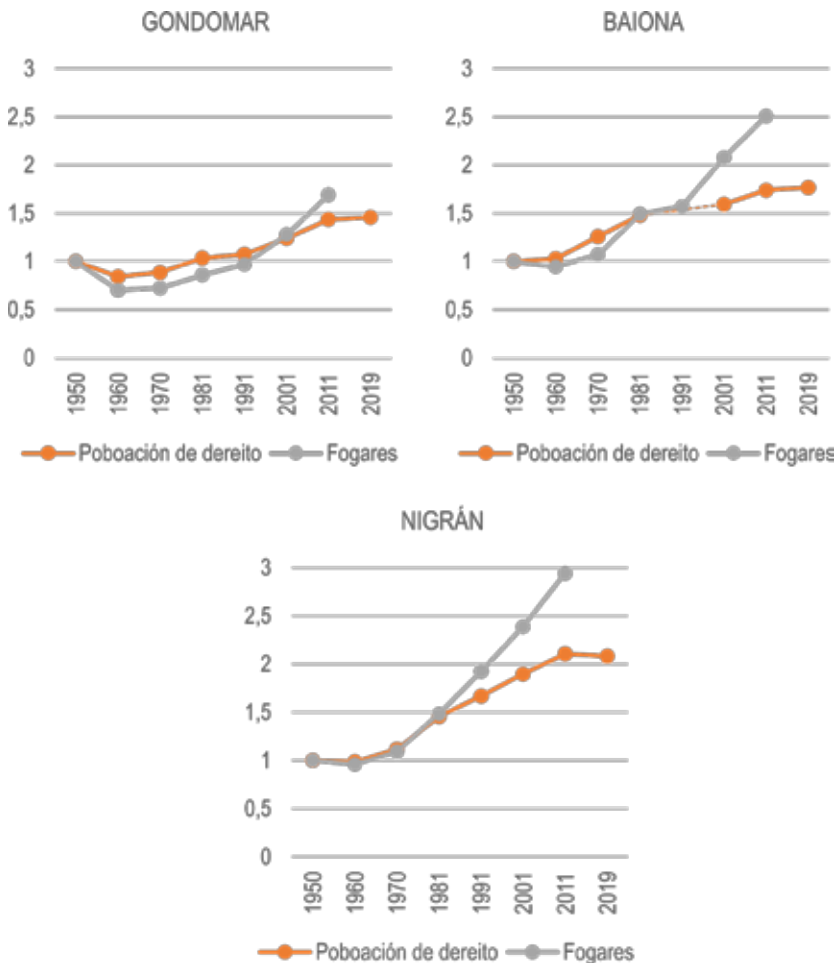 GONDOMAR
3
2,5
2
1,5
1
0,5
0
1950 1960 1970 1981 1991 2001 2011 2019
Poboación de dereito Fogares
BAIONA
3
2,5
2
1,5
1
0,5
0
1950 1960 1970 1981 1991 2001 2011 2019
Poboación de dereito Fogares
NIGRÁN
3
2,5
2
1,5
1
0,5
0
1950 1960 1970 1981 1991 2001 2011 2019
Poboación de dereito Fogares